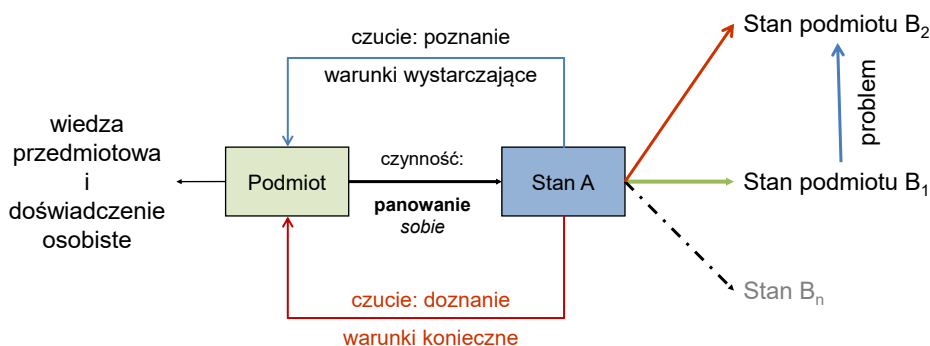 czucie: poznanie
warunki wystarczające
Stan podmiotu B₂
problem
wiedza
przedmiotowa
i
doświadczenie
osobiste
Podmiot
czynność:
panowanie
sobie
Stan A
Stan podmiotu B₁
Stan Bₙ
czucie: doznanie
warunki konieczne